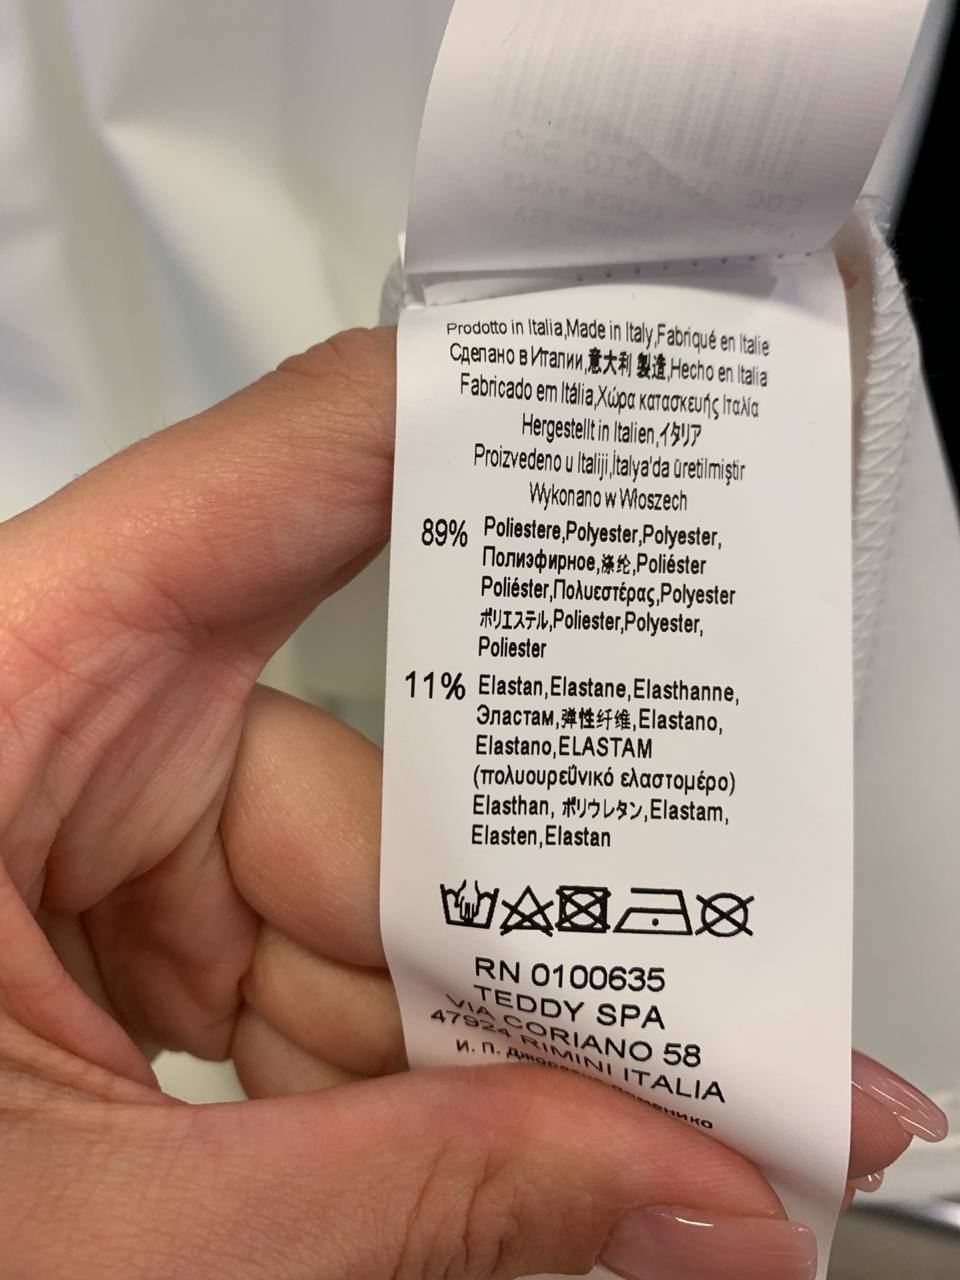 Prodotto in Italia,Made in Italy,Fabriqué en Italie
Сделано в Италии,意大利 製造,Hecho en Italia
Fabricado em Itália,Χώρα κατασκευής Ιταλία
Hergestellt in Italien,イタリア
Proizvedeno u Italiji,İtalya'da üretilmiştir
Wykonano w Włoszech
89% Poliestere,Polyester,Polyester,
Полиэфирное,涤纶,Poliéster
Poliéster,Πολυεστέρας,Polyester
ポリエステル,Poliester,Polyester,
Poliester
11% Elastan,Elastane,Elasthanne,
Эластам,弹性纤维,Elastano,
Elastano,ELASTAM
(πολυουρεϋνικό ελαστομέρο)
Elasthan, ポリウレタン,Elastam,
Elasten,Elastan
RN 0100635
TEDDY SPA
VIA CORIANO 58
47924 RIMINI ITALIA
И. П.